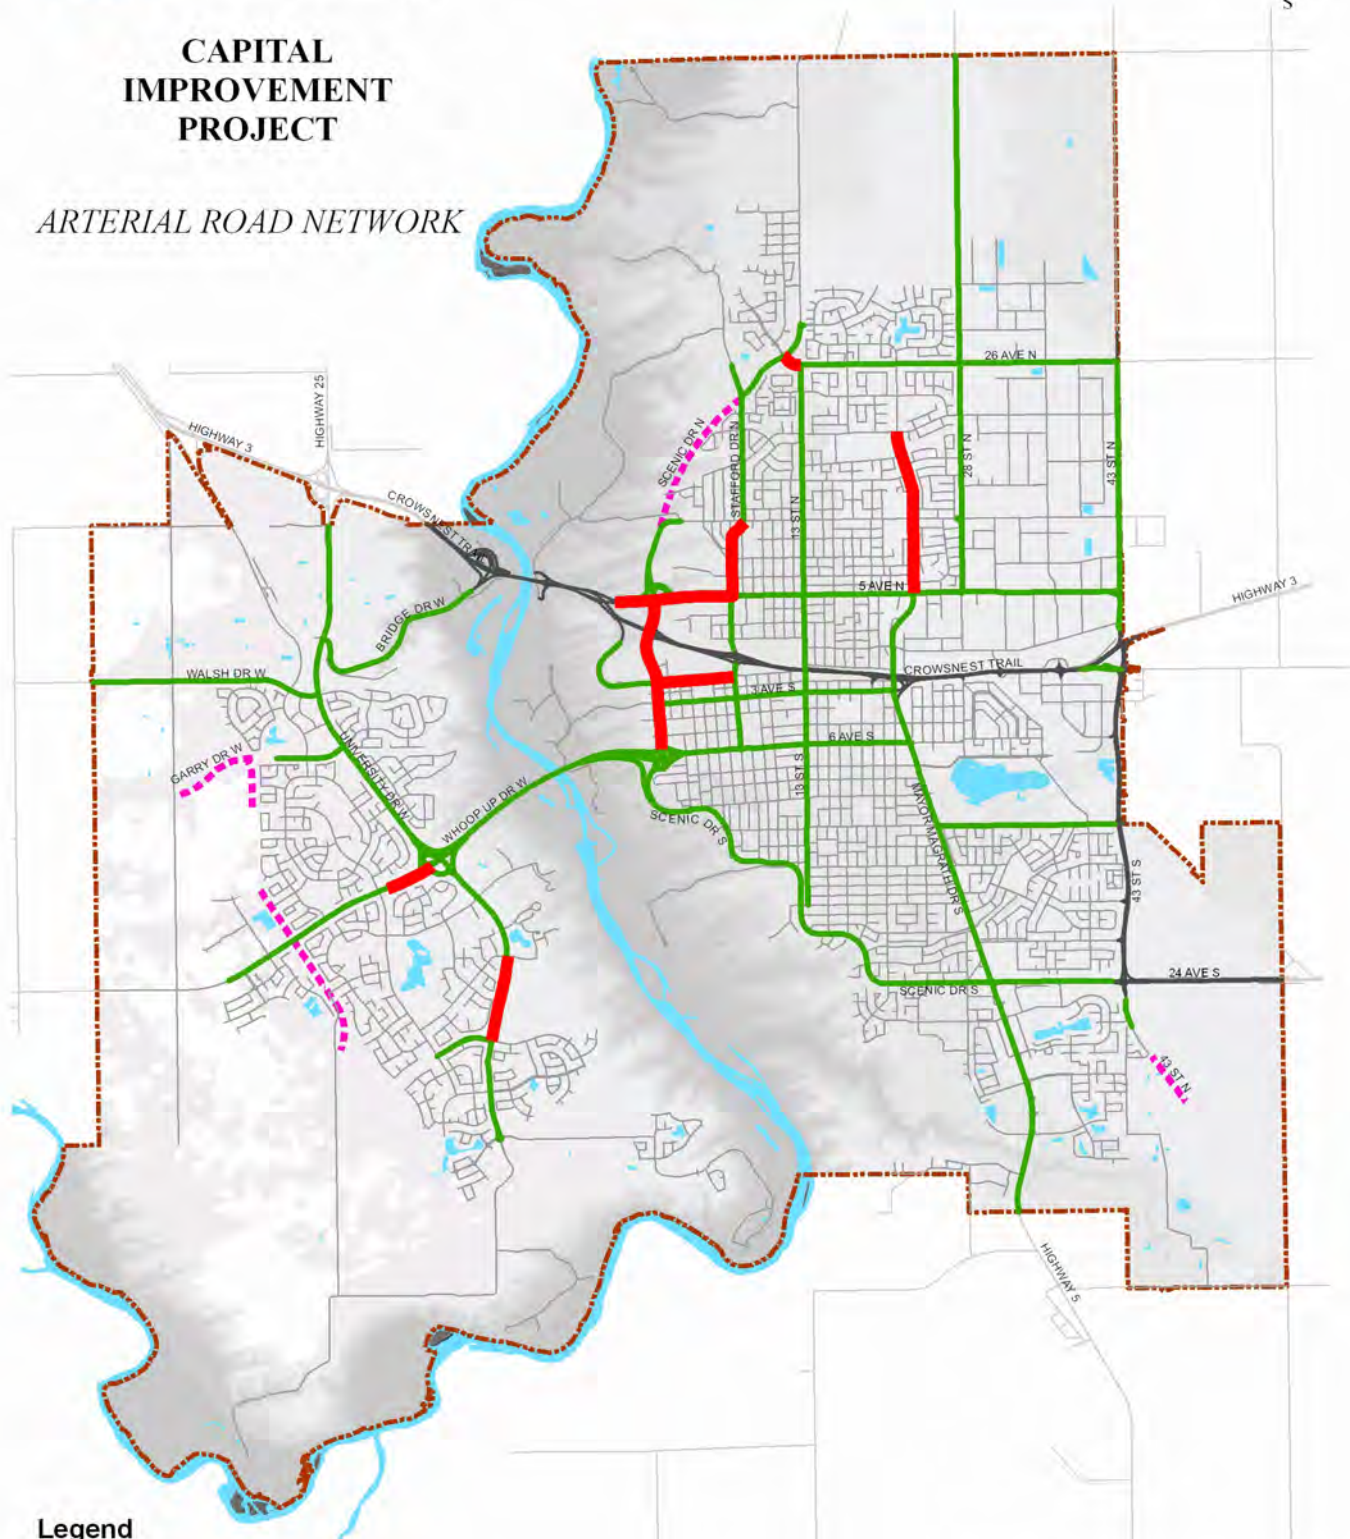 S
CAPITAL
IMPROVEMENT
PROJECT
ARTERIAL ROAD NETWORK
26 AVE N
HIGHWAY 25
HIGHWAY 3
SCENIC DR N
STAFFORD DR N
13 ST N
28 ST N
43 ST N
CROWSNEST TRAIL
5 AVE N
HIGHWAY 3
BRIDGE DR W
WALSH DR W
CROWSNEST TRAIL
3 AVE S
6 AVE S
GARRY DR W
UNIVERSITY DR W
WHOOP UP DR W
13 ST S
SCENIC DR S
MAYOR MAGRATH DR S
43 ST S
24 AVE S
SCENIC DR S
43 ST N
HIGHWAY 5
Legend